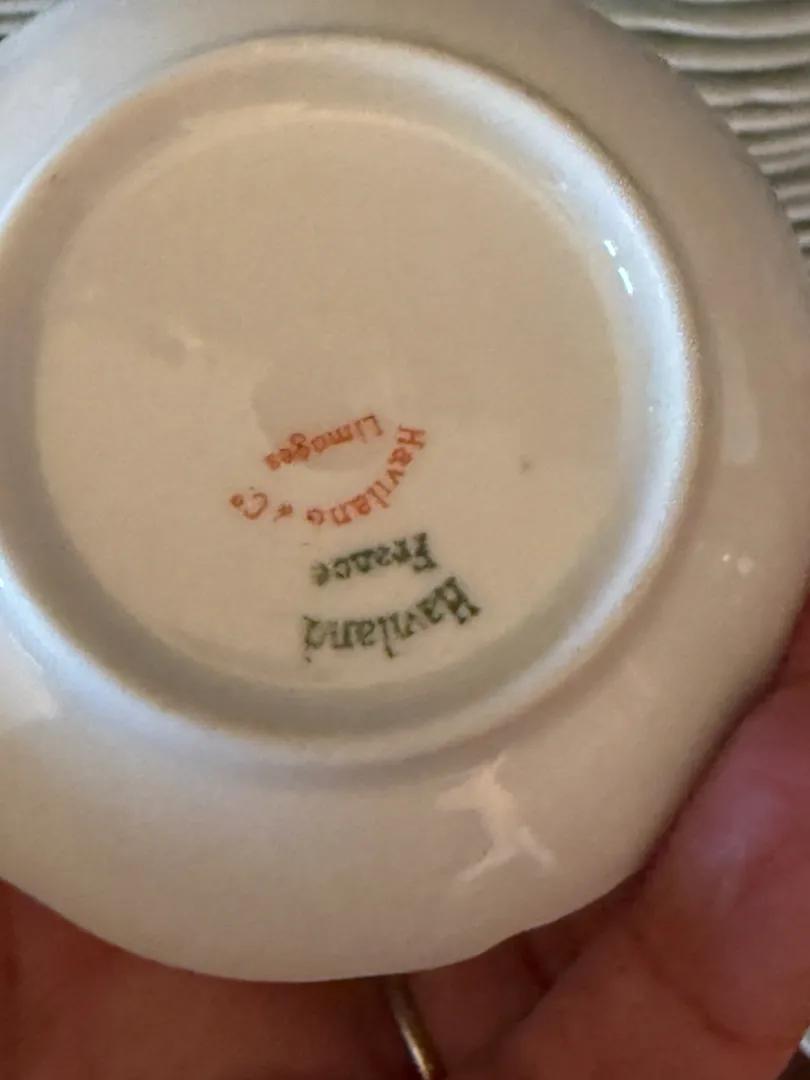 Haviland
France
Haviland & Co
Limoges